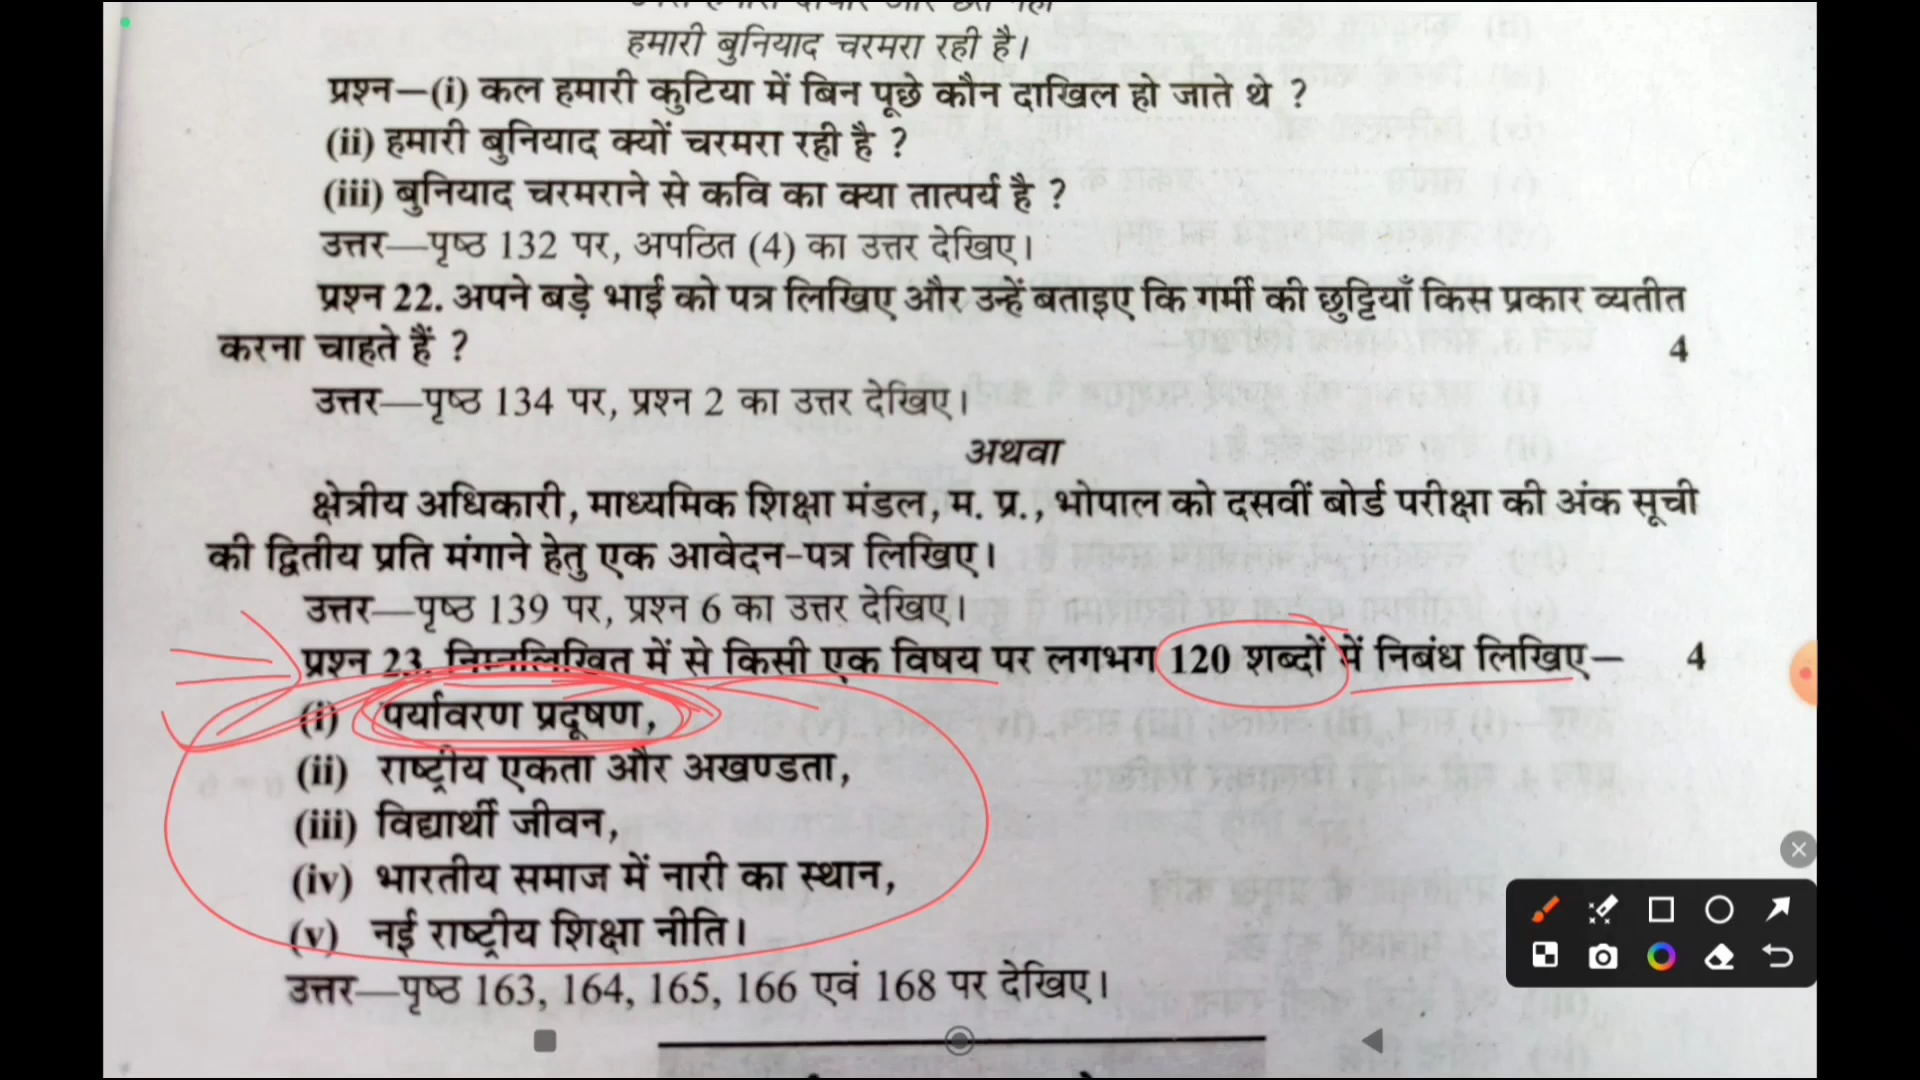 हमारी बुनियाद चरमरा रही है।
प्रश्न—(i) कल हमारी कुटिया में बिन पूछे कौन दाखिल हो जाते थे ?
(ii) हमारी बुनियाद क्यों चरमरा रही है ?
(iii) बुनियाद चरमराने से कवि का क्या तात्पर्य है ?
उत्तर—पृष्ठ 132 पर, अपठित (4) का उत्तर देखिए।
प्रश्न 22. अपने बड़े भाई को पत्र लिखिए और उन्हें बताइए कि गर्मी की छुट्टियाँ किस प्रकार व्यतीत
करना चाहते हैं ? 4
उत्तर—पृष्ठ 134 पर, प्रश्न 2 का उत्तर देखिए।
अथवा
क्षेत्रीय अधिकारी, माध्यमिक शिक्षा मंडल, म. प्र., भोपाल को दसवीं बोर्ड परीक्षा की अंक सूची
की द्वितीय प्रति मंगाने हेतु एक आवेदन-पत्र लिखिए।
उत्तर—पृष्ठ 139 पर, प्रश्न 6 का उत्तर देखिए।
प्रश्न 23. निम्नलिखित में से किसी एक विषय पर लगभग 120 शब्दों में निबंध लिखिए— 4
(i) पर्यावरण प्रदूषण,
(ii) राष्ट्रीय एकता और अखण्डता,
(iii) विद्यार्थी जीवन,
(iv) भारतीय समाज में नारी का स्थान,
(v) नई राष्ट्रीय शिक्षा नीति।
उत्तर—पृष्ठ 163, 164, 165, 166 एवं 168 पर देखिए।